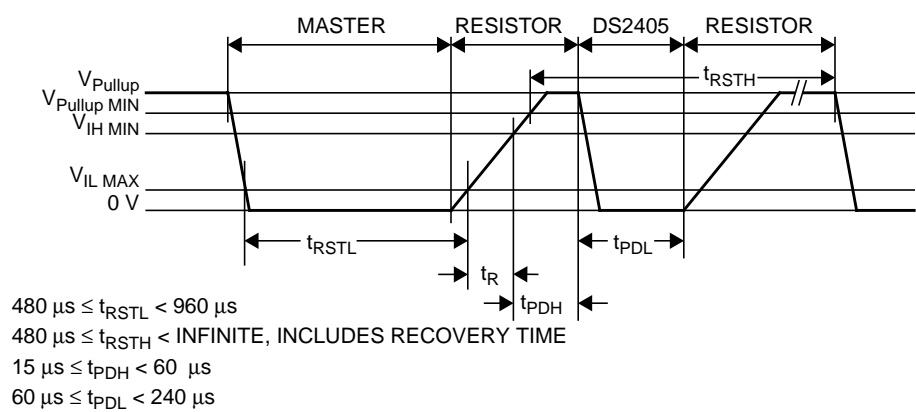 MASTER RESISTOR DS2405 RESISTOR
VPullup
VPullup MIN
VIH MIN
VIL MAX
0 V
tRSTH
tRSTL
tPDL
tR
tPDH
480 μs ≤ tRSTL < 960 μs
480 μs ≤ tRSTH < INFINITE, INCLUDES RECOVERY TIME
15 μs ≤ tPDH < 60 μs
60 μs ≤ tPDL < 240 μs